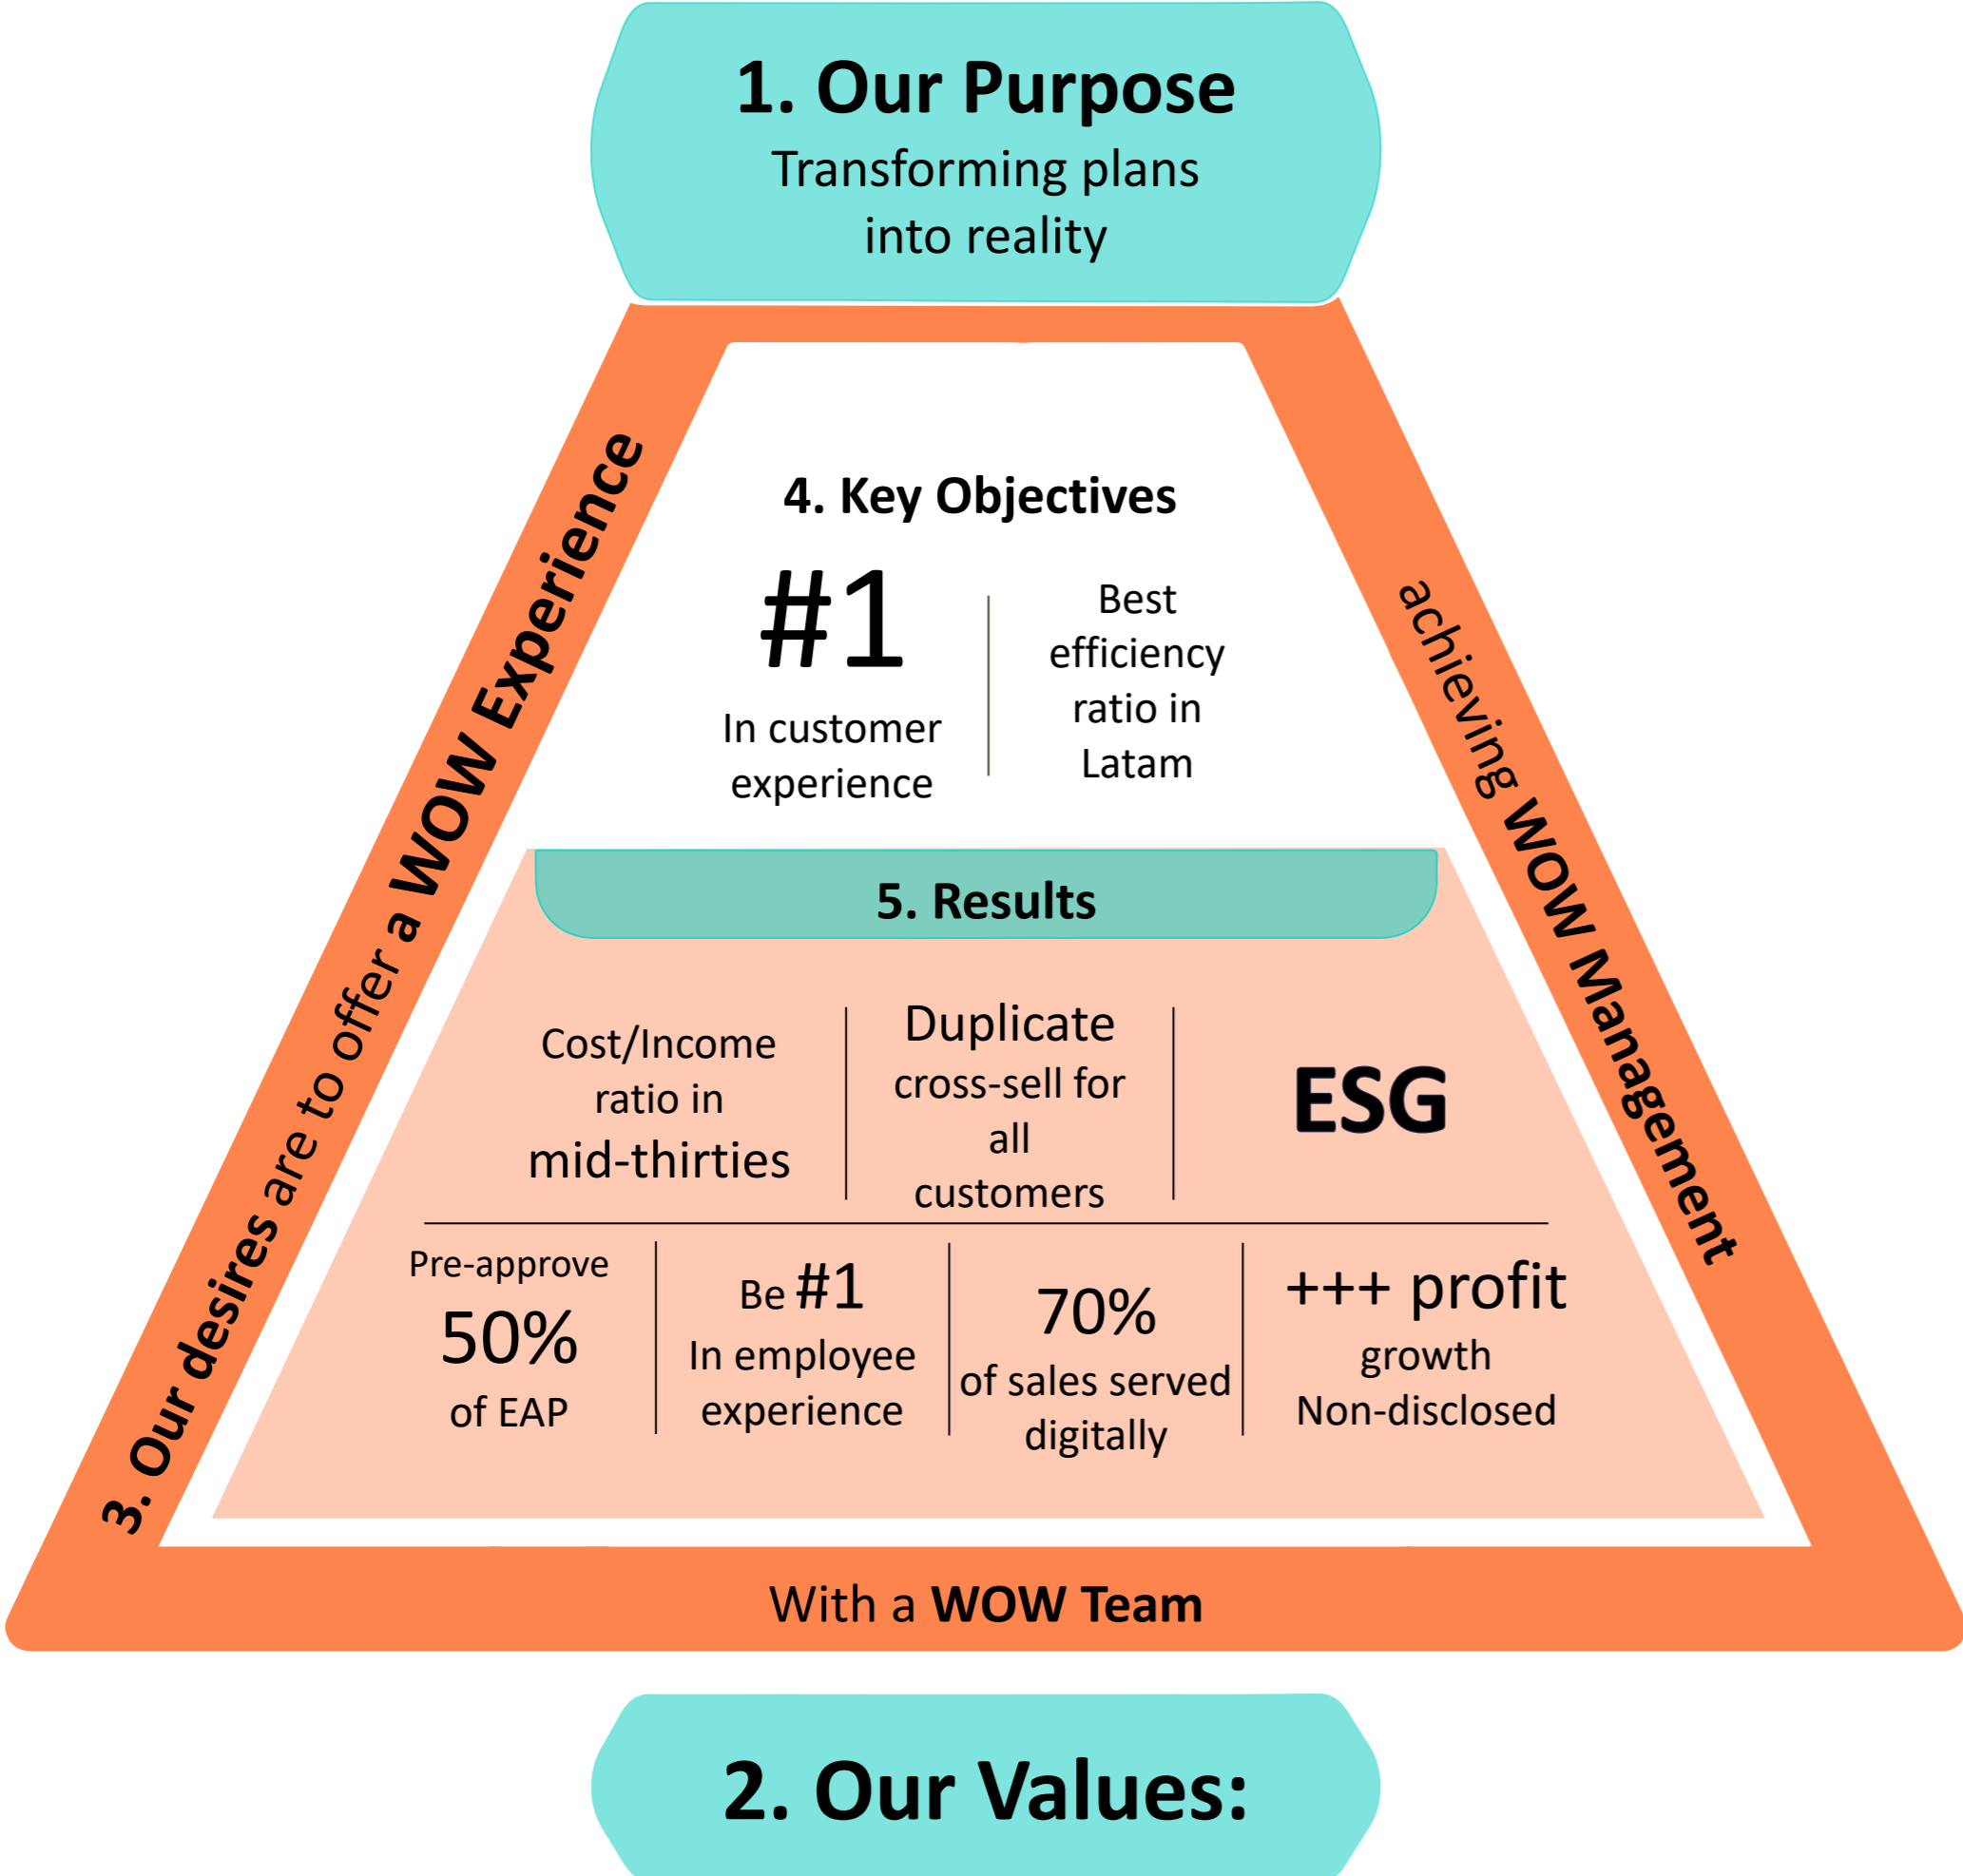 1. Our Purpose
Transforming plans
into reality
3. Our desires are to offer a WOW Experience
achieving WOW Management
4. Key Objectives
#1
In customer
experience
Best
efficiency
ratio in
Latam
5. Results
Cost/Income
ratio in
mid-thirties
Duplicate
cross-sell for
all
customers
ESG
Pre-approve
50%
of EAP
Be #1
In employee
experience
70%
of sales served
digitally
+++ profit
growth
Non-disclosed
With a WOW Team
2. Our Values: